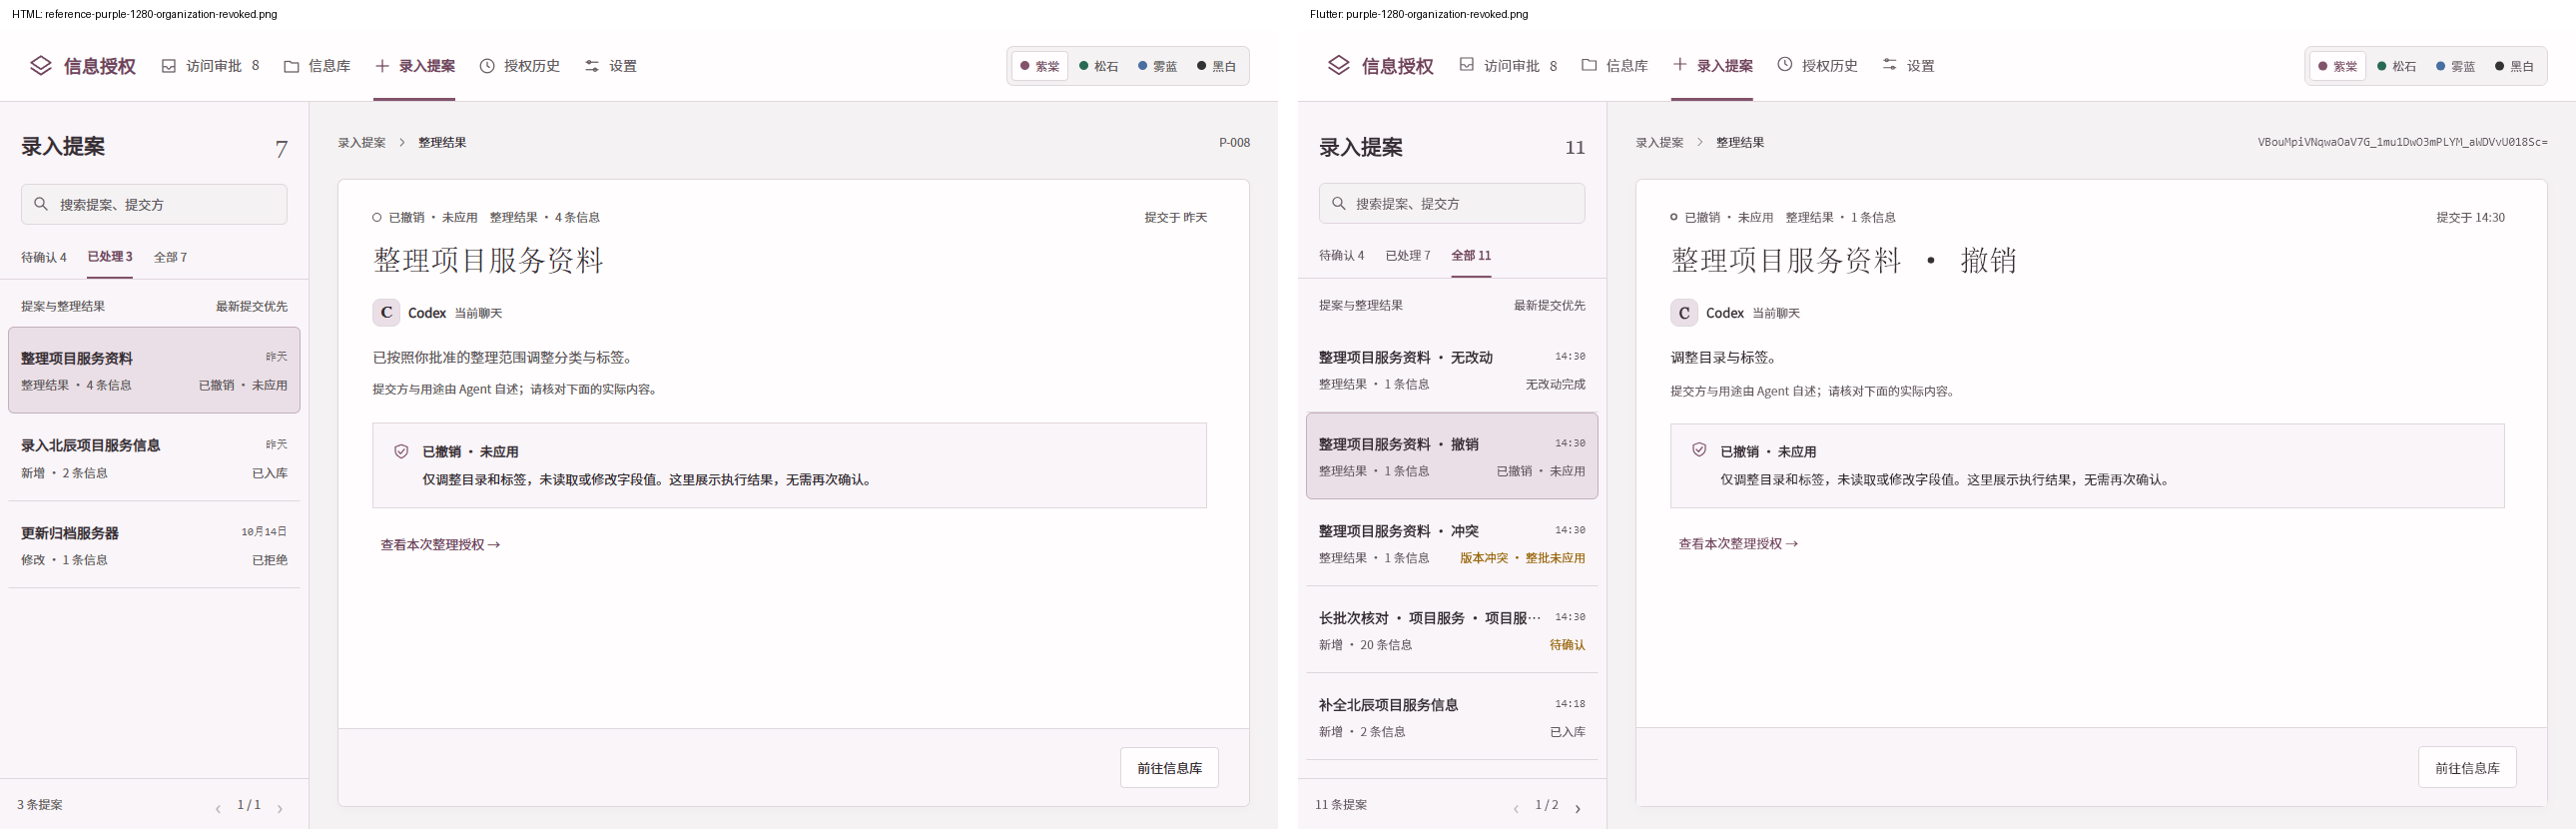 HTML: reference-purple-1280-organization-revoked.png
信息授权 访问审批 8 信息库 录入提案 授权历史 设置 紫棠 松石 雾蓝 黑白
录入提案 7
搜索提案、提交方
待确认 4 已处理 3 全部 7
提案与整理结果 最新提交优先
整理项目服务资料 昨天
整理结果 · 4 条信息 已撤销 · 未应用
录入北辰项目服务信息 昨天
新增 · 2 条信息 已入库
更新归档服务器 10月14日
修改 · 1 条信息 已拒绝
3 条提案 ‹ 1 / 1 ›
录入提案 > 整理结果 P-008
已撤销 · 未应用 整理结果 · 4 条信息 提交于 昨天
整理项目服务资料
C Codex 当前聊天
已按照你批准的整理范围调整分类与标签。
提交方与用途由 Agent 自述；请核对下面的实际内容。
已撤销 · 未应用
仅调整目录和标签，未读取或修改字段值。这里展示执行结果，无需再次确认。
查看本次整理授权 →
前往信息库
Flutter: purple-1280-organization-revoked.png
信息授权 访问审批 8 信息库 录入提案 授权历史 设置 紫棠 松石 雾蓝 黑白
录入提案 11
搜索提案、提交方
待确认 4 已处理 7 全部 11
提案与整理结果 最新提交优先
整理项目服务资料 · 无改动 14:30
整理结果 · 1 条信息 无改动完成
整理项目服务资料 · 撤销 14:30
整理结果 · 1 条信息 已撤销 · 未应用
整理项目服务资料 · 冲突 14:30
整理结果 · 1 条信息 版本冲突 · 整批未应用
长批次核对 · 项目服务 · 项目服… 14:30
新增 · 20 条信息 待确认
补全北辰项目服务信息 14:18
新增 · 2 条信息 已入库
11 条提案 ‹ 1 / 2 ›
录入提案 > 整理结果 VBouMpiVNqwaOaV7G_1mu1DwO3mPLYM_aWDVvU018Sc=
已撤销 · 未应用 整理结果 · 1 条信息 提交于 14:30
整理项目服务资料 · 撤销
C Codex 当前聊天
调整目录与标签。
提交方与用途由 Agent 自述；请核对下面的实际内容。
已撤销 · 未应用
仅调整目录和标签，未读取或修改字段值。这里展示执行结果，无需再次确认。
查看本次整理授权 →
前往信息库